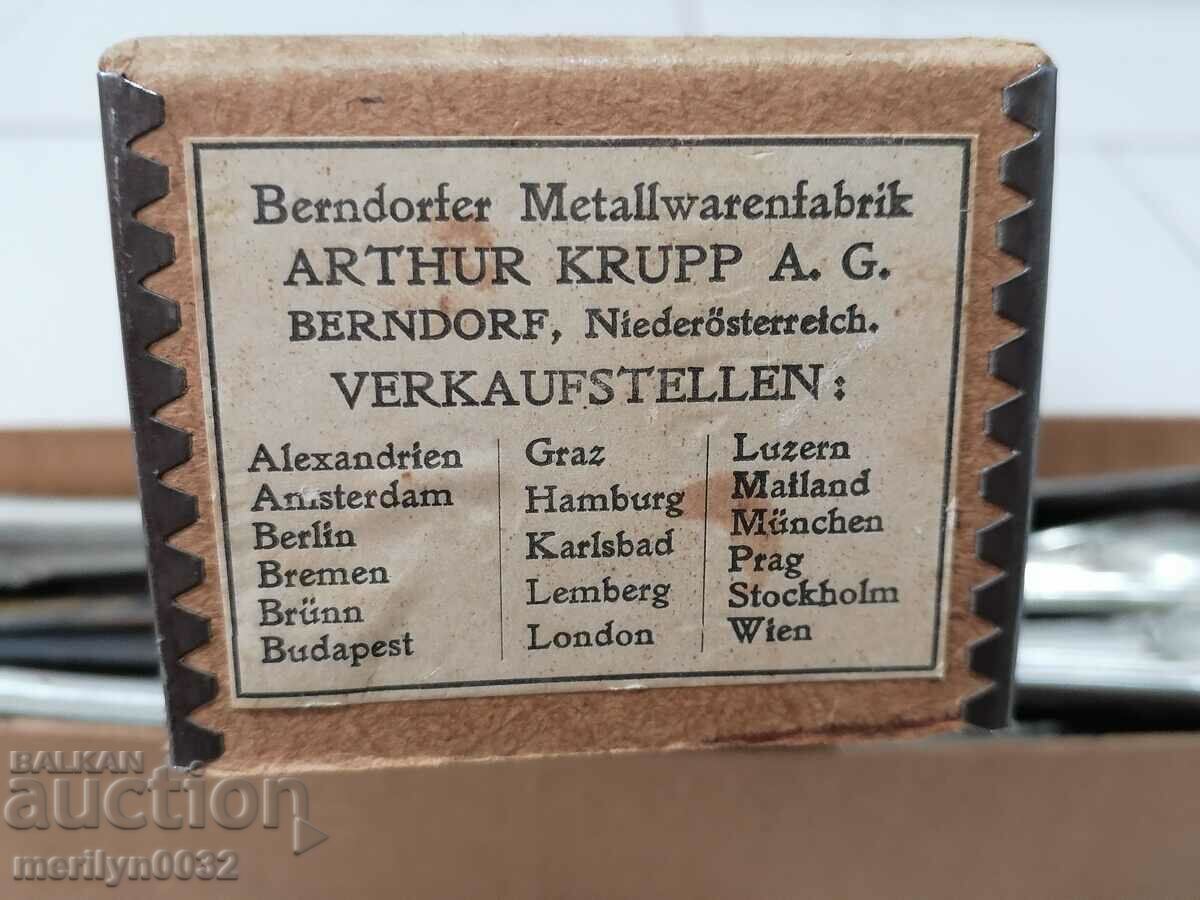 Berndorfer Metallwarenfabrik
ARTHUR KRUPP A. G.
BERNDORF, Niederösterreich.
VERKAUFSTELLEN:
Alexandrien
Amsterdam
Berlin
Bremen
Brünn
Budapest
Graz
Hamburg
Karlsbad
Lemberg
London
Luzern
Mailand
München
Prag
Stockholm
Wien
BALKAN
auction
merilyn0032